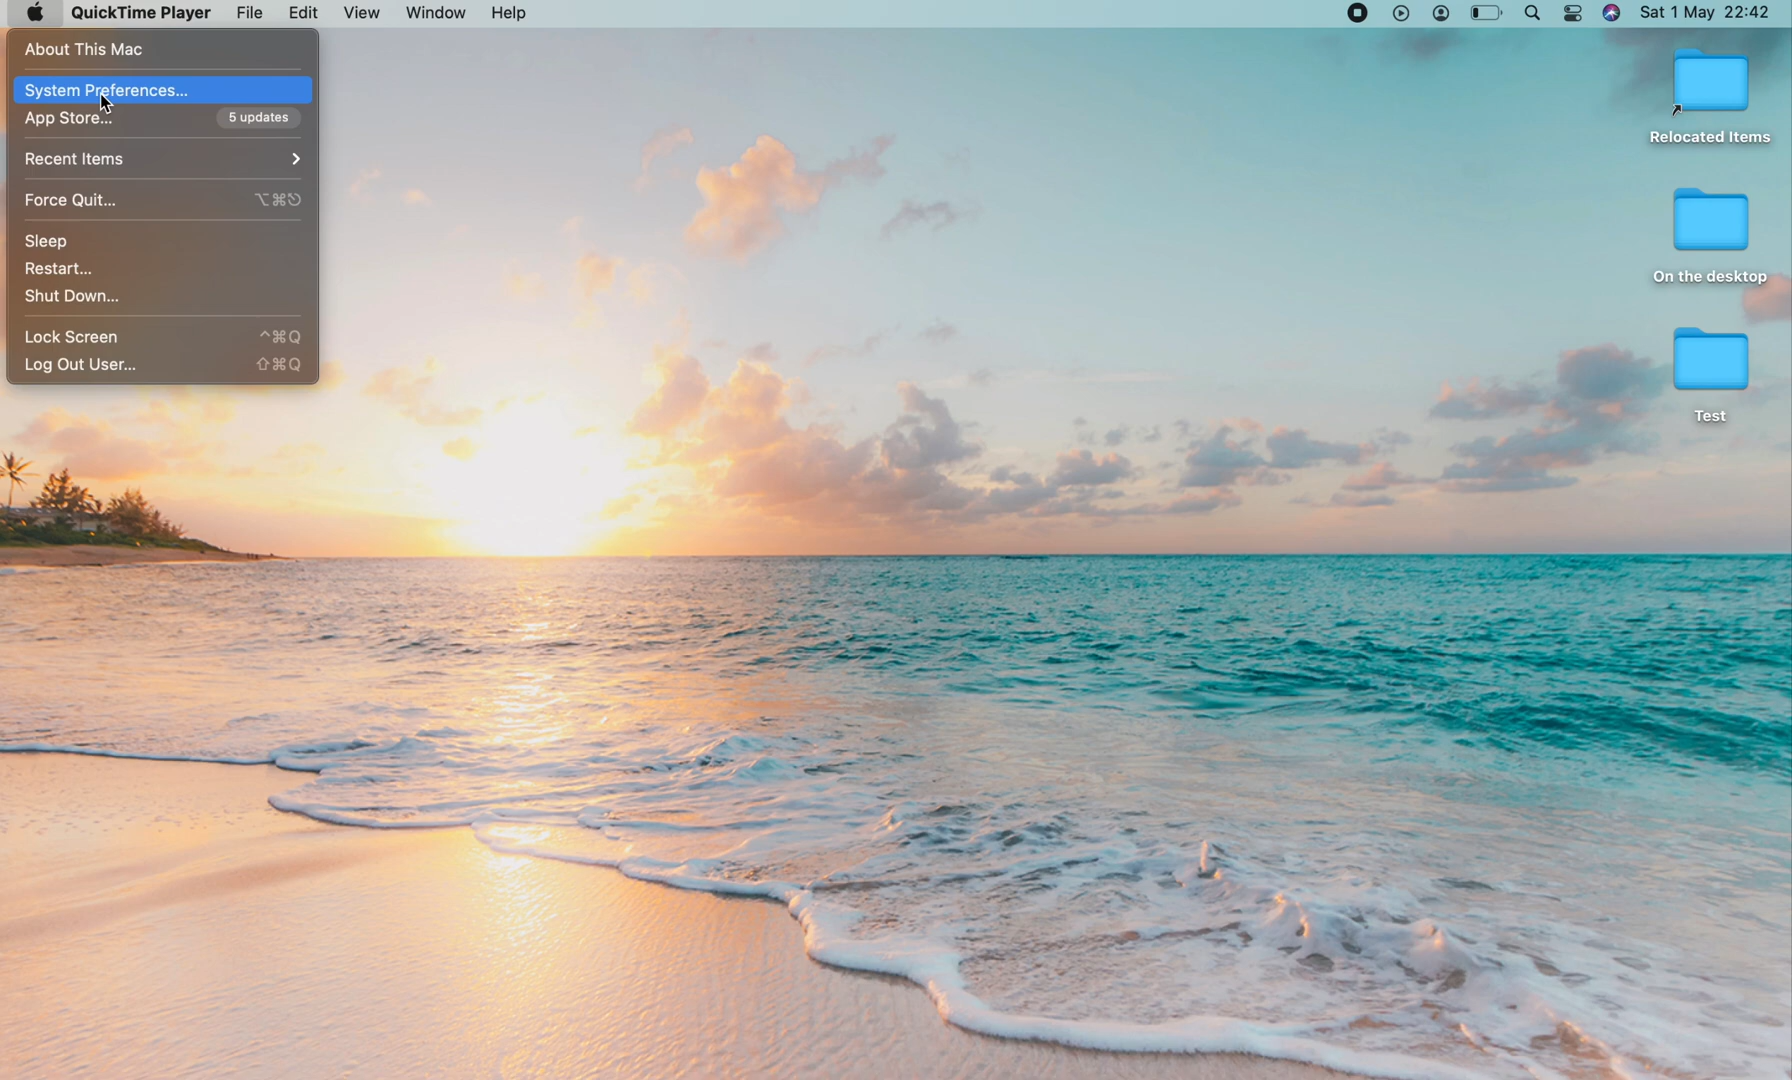 QuickTime Player File Edit View Window Help Sat 1 May 22:42
About This Mac
System Preferences...
App Store... 5 updates
Recent Items
Force Quit... ⌥⌘⎋
Sleep
Restart...
Shut Down...
Lock Screen ^⌘Q
Log Out User... ⇧⌘Q
Relocated Items
On the desktop
Test